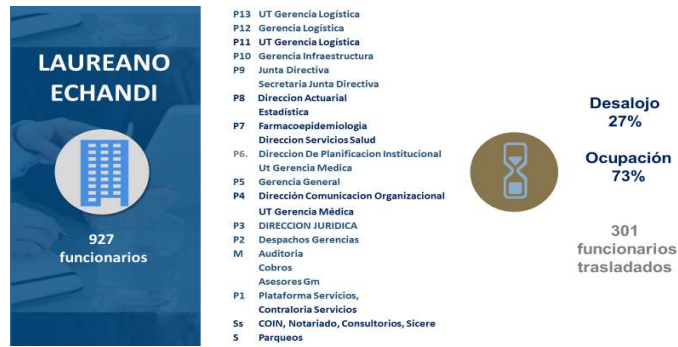 LAUREANO
ECHANDI
927
funcionarios
P13 UT Gerencia Logística
P12 Gerencia Logística
P11 UT Gerencia Logística
P10 Gerencia Infraestructura
P9 Junta Directiva
Secretaria Junta Directiva
P8 Direccion Actuarial
Estadística
P7 Farmacoepidemiologia
Direccion Servicios Salud
P6. Direccion De Planificacion Institucional
Ut Gerencia Medica
P5 Gerencia General
P4 Dirección Comunicacion Organizacional
UT Gerencia Médica
P3 DIRECCION JURIDICA
P2 Despachos Gerencias
M Auditoria
Cobros
Asesores Gm
P1 Plataforma Servicios,
Contraloria Servicios
Ss COIN, Notariado, Consultorios, Sicere
S Parqueos
Desalojo
27%
Ocupación
73%
301
funcionarios
trasladados